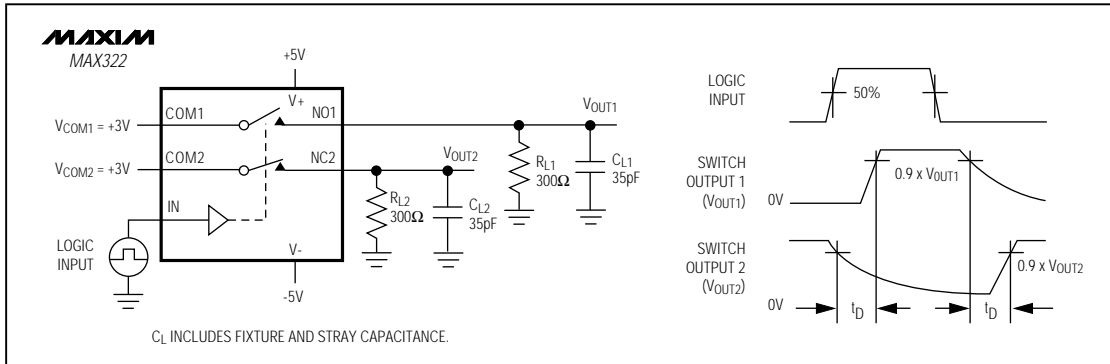 MAXIM
MAX322
+5V
V+
COM1
NO1
VOUT1
VCOM1 = +3V
COM2
NC2
VOUT2
VCOM2 = +3V
RL1
300Ω
CL1
35pF
RL2
300Ω
CL2
35pF
IN
LOGIC
INPUT
V-
-5V
CL INCLUDES FIXTURE AND STRAY CAPACITANCE.
LOGIC
INPUT
50%
SWITCH
OUTPUT 1
(VOUT1)
0V
0.9 x VOUT1
SWITCH
OUTPUT 2
(VOUT2)
0V
0.9 x VOUT2
tD
tD